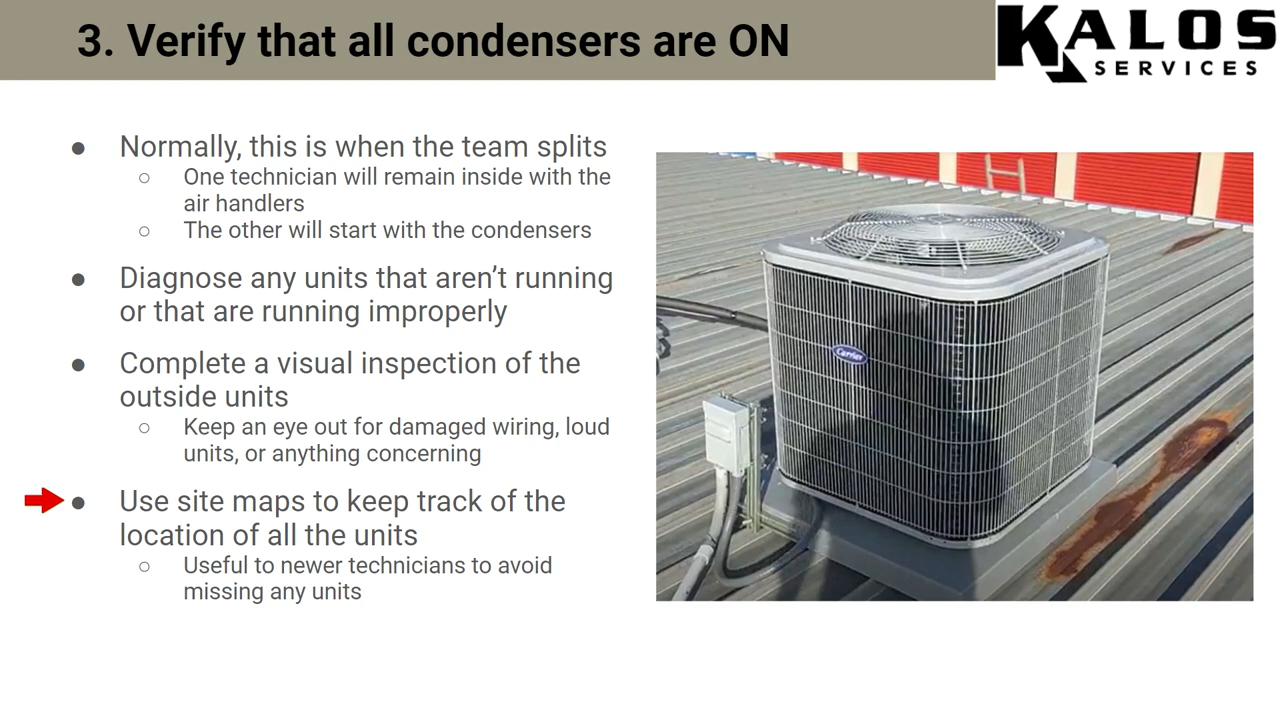 3. Verify that all condensers are ON
KALOS
SERVICES
● Normally, this is when the team splits
○ One technician will remain inside with the
air handlers
○ The other will start with the condensers
● Diagnose any units that aren’t running
or that are running improperly
● Complete a visual inspection of the
outside units
○ Keep an eye out for damaged wiring, loud
units, or anything concerning
● Use site maps to keep track of the
location of all the units
○ Useful to newer technicians to avoid
missing any units
Carrier